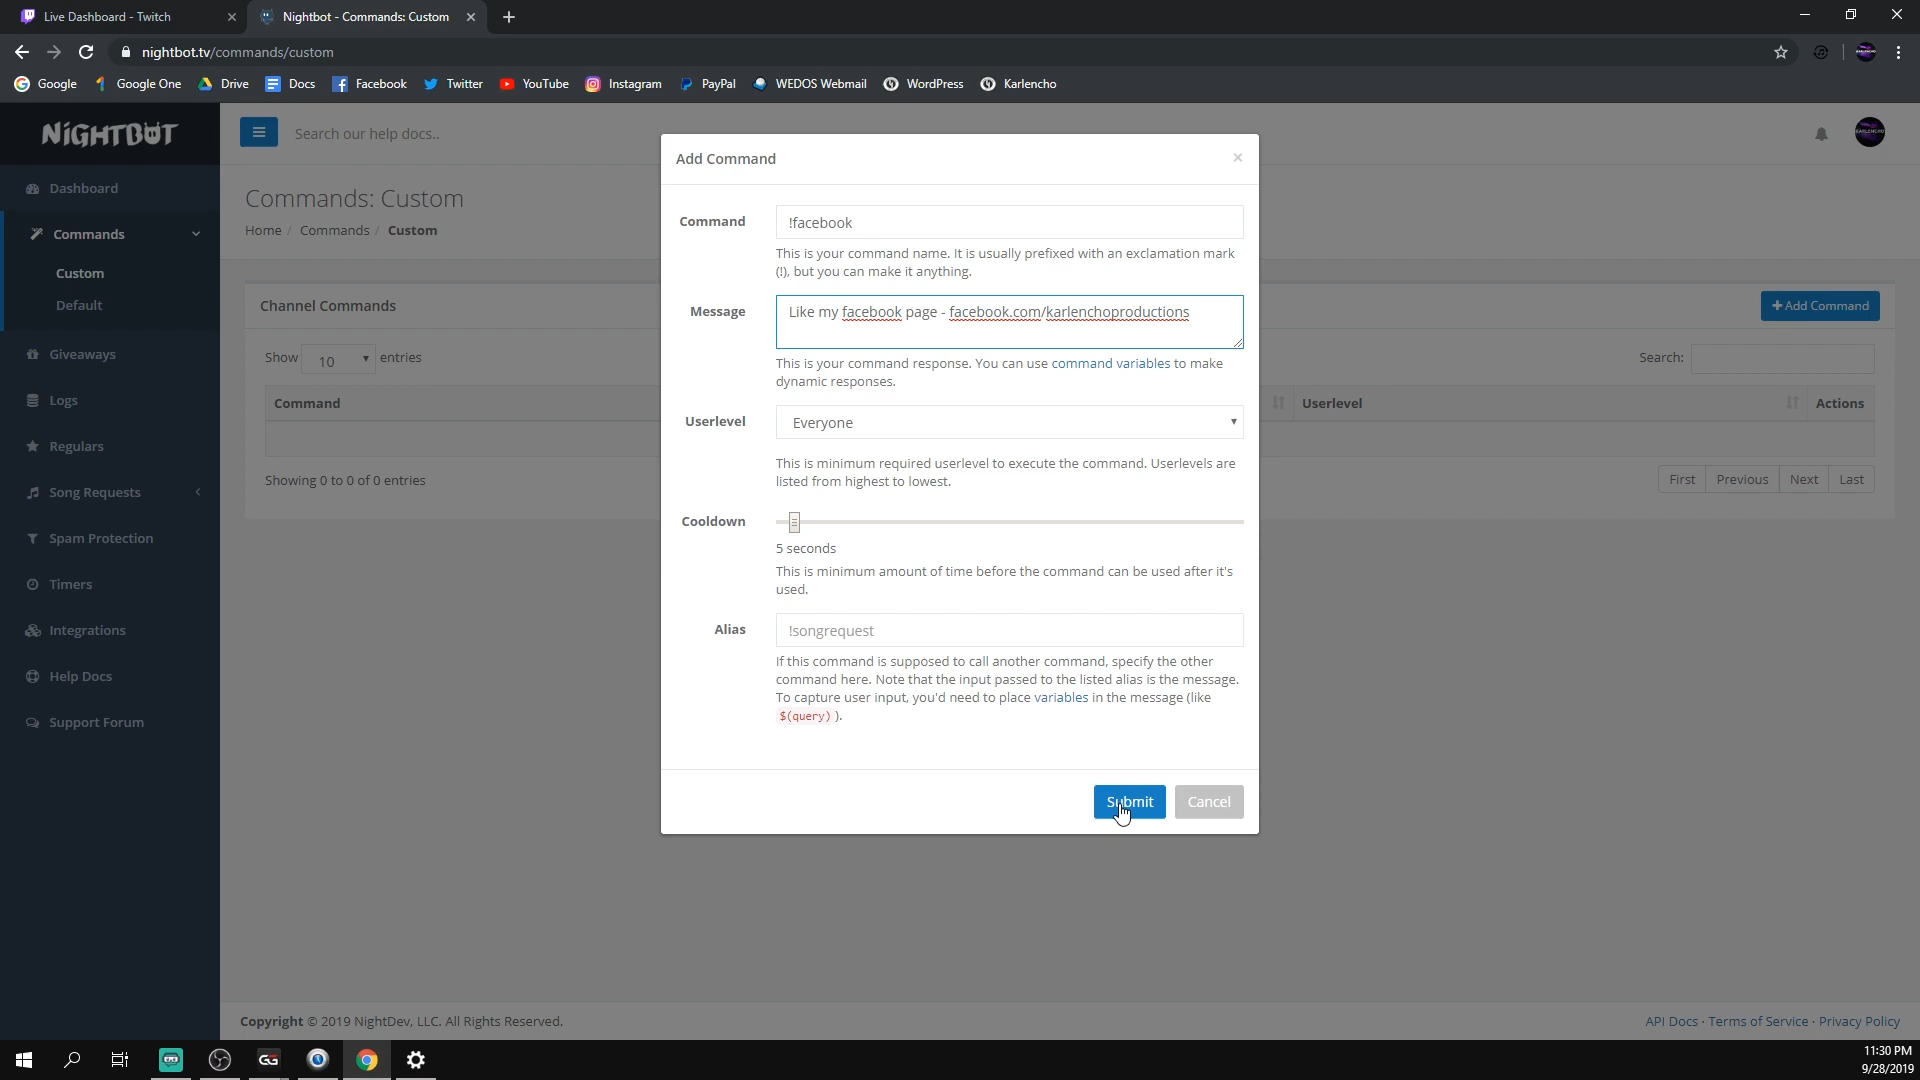 Live Dashboard - Twitch
Nightbot - Commands: Custom
nightbot.tv/commands/custom
Google
Google One
Drive
Docs
Facebook
Twitter
YouTube
Instagram
PayPal
WEDOS Webmail
WordPress
Karlencho
NiGHTBOT
Search our help docs..
Dashboard
Commands
Custom
Default
Giveaways
Logs
Regulars
Song Requests
Spam Protection
Timers
Integrations
Help Docs
Support Forum
Commands: Custom
Home / Commands / Custom
Channel Commands
+Add Command
Show 10 entries
Search:
Command
Userlevel
Actions
Showing 0 to 0 of 0 entries
First Previous Next Last
Add Command
×
Command
!facebook
This is your command name. It is usually prefixed with an exclamation mark
(!), but you can make it anything.
Message
Like my facebook page - facebook.com/karlenchoproductions
This is your command response. You can use command variables to make
dynamic responses.
Userlevel
Everyone
This is minimum required userlevel to execute the command. Userlevels are
listed from highest to lowest.
Cooldown
5 seconds
This is minimum amount of time before the command can be used after it's
used.
Alias
!songrequest
If this command is supposed to call another command, specify the other
command here. Note that the input passed to the listed alias is the message.
To capture user input, you'd need to place variables in the message (like
$(query) ).
Submit
Cancel
Copyright © 2019 NightDev, LLC. All Rights Reserved.
API Docs · Terms of Service · Privacy Policy
GG
11:30 PM
9/28/2019